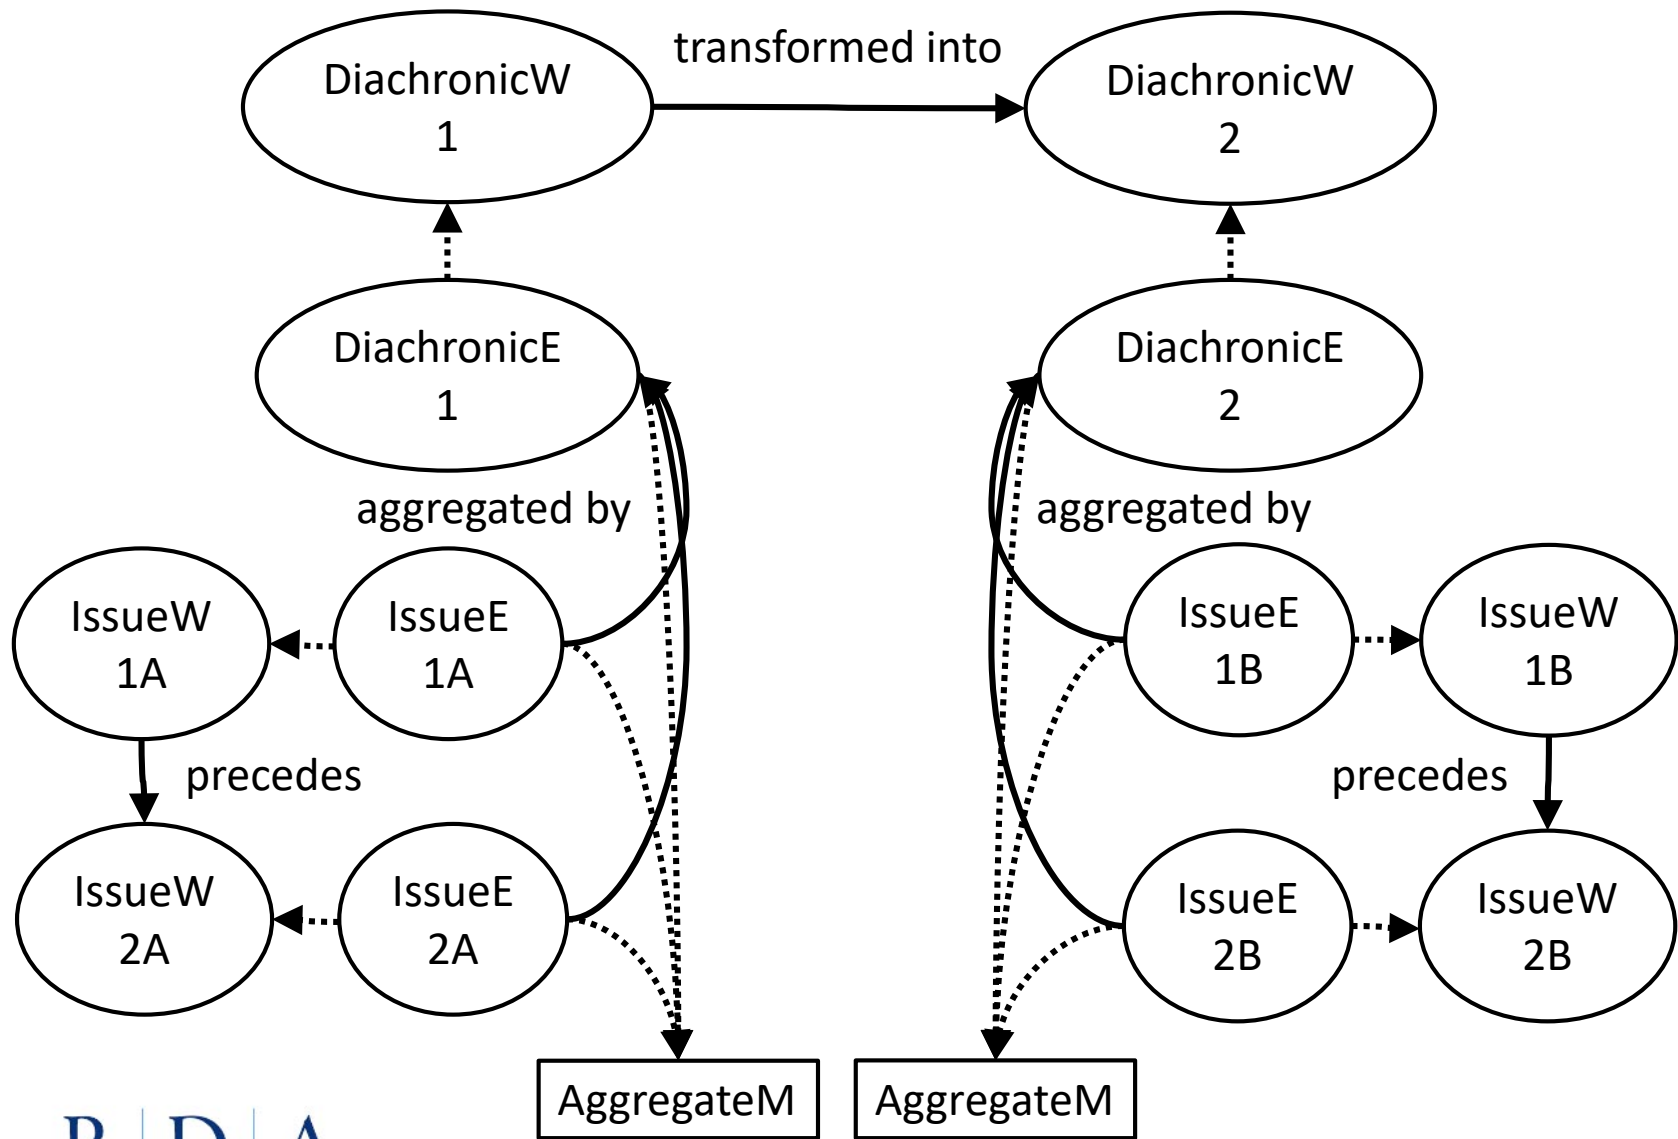 transformed into
DiachronicW
1
DiachronicW
2
DiachronicE
1
DiachronicE
2
aggregated by
aggregated by
IssueW
1A
IssueE
1A
IssueE
1B
IssueW
1B
precedes
precedes
IssueW
2A
IssueE
2A
IssueE
2B
IssueW
2B
AggregateM
AggregateM
R D A